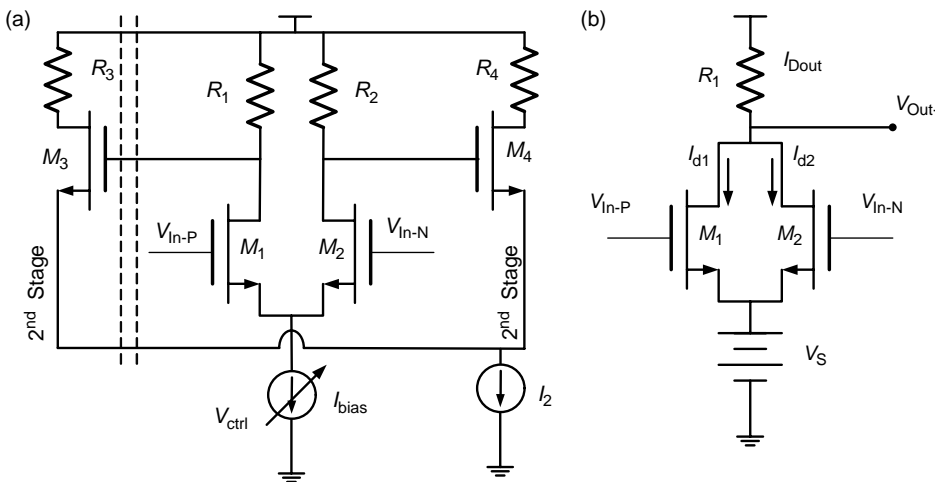 (a)
R3
R1
R2
R4
M3
M4
VIn-P
M1
M2
VIn-N
2nd Stage
2nd Stage
Vctrl
Ibias
I2
(b)
R1
IDout
VOut-
Id1
Id2
VIn-P
M1
M2
VIn-N
VS